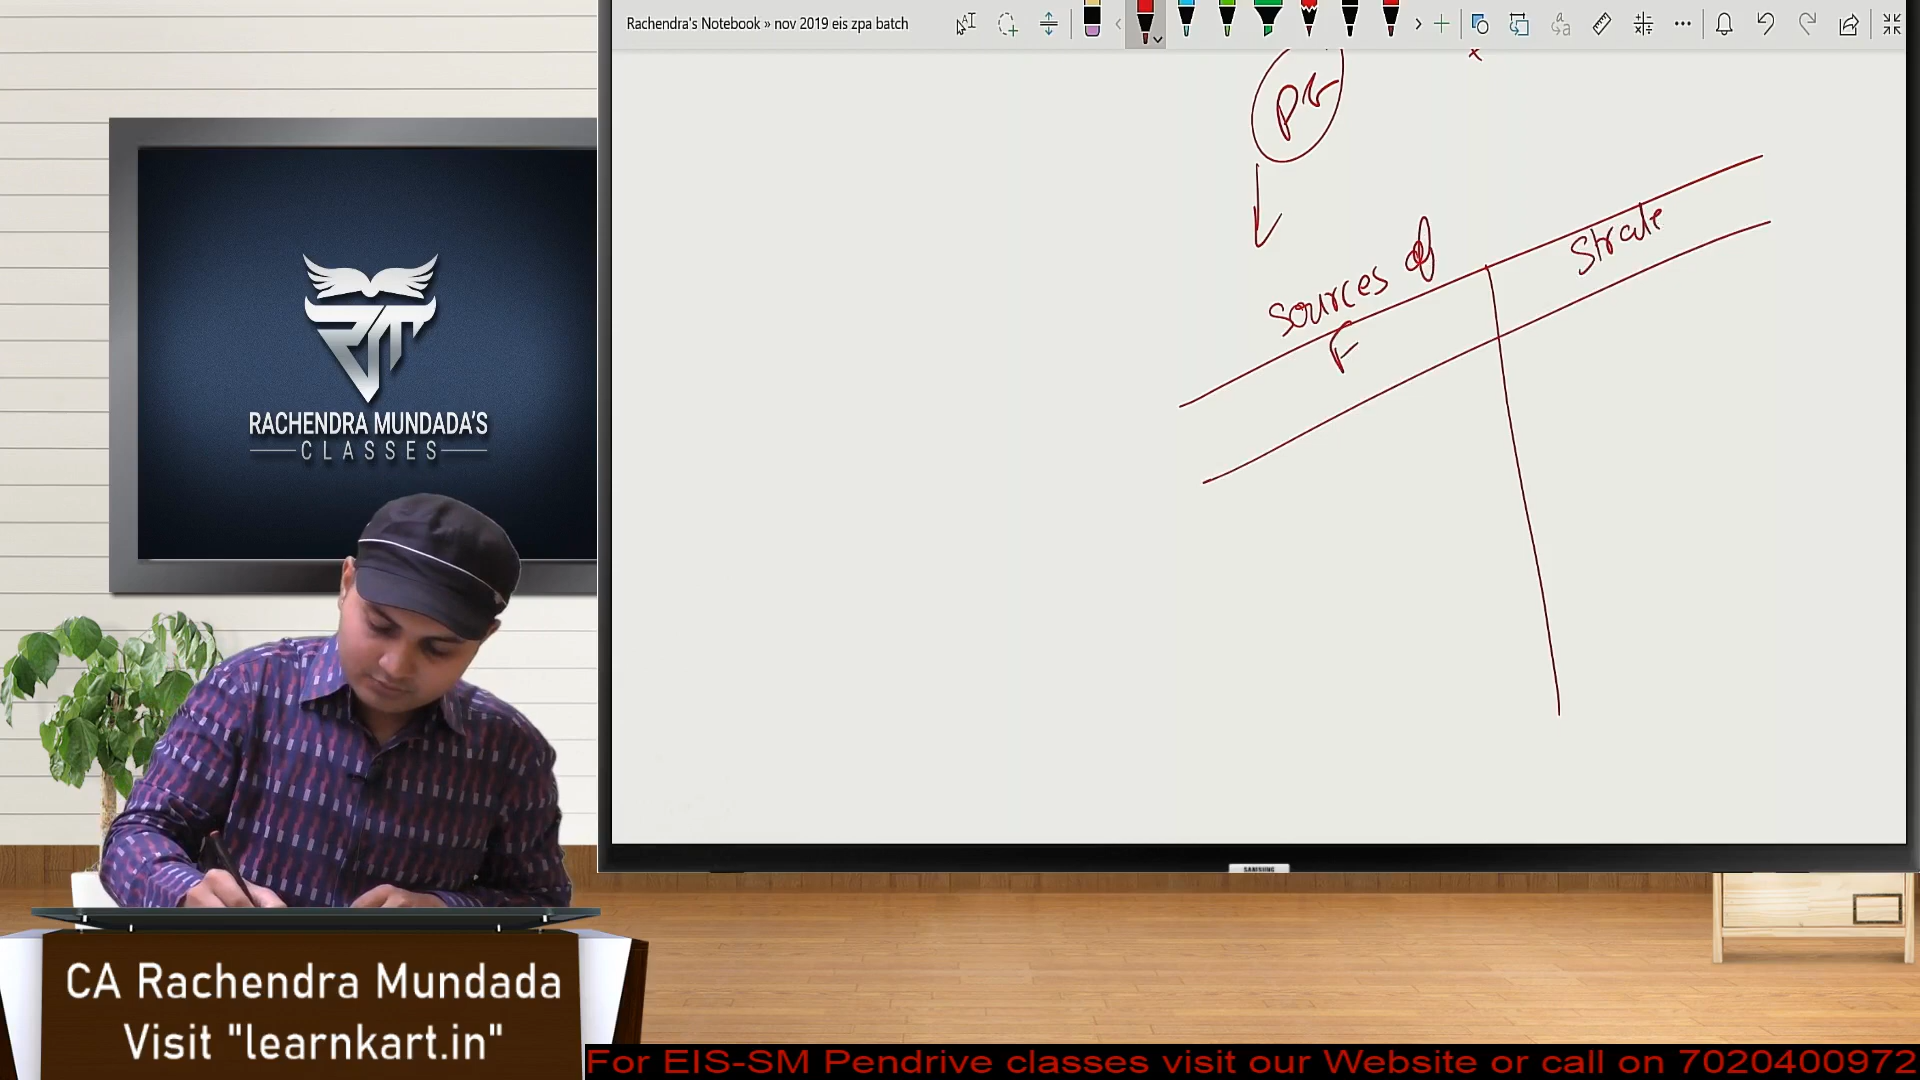 Rachendra's Notebook » nov 2019 eis zpa batch
Sources of
F
Strate
RACHENDRA MUNDADA'S
CLASSES
SAMSUNG
CA Rachendra Mundada
Visit "learnkart.in"
For EIS-SM Pendrive classes visit our Website or call on 7020400972